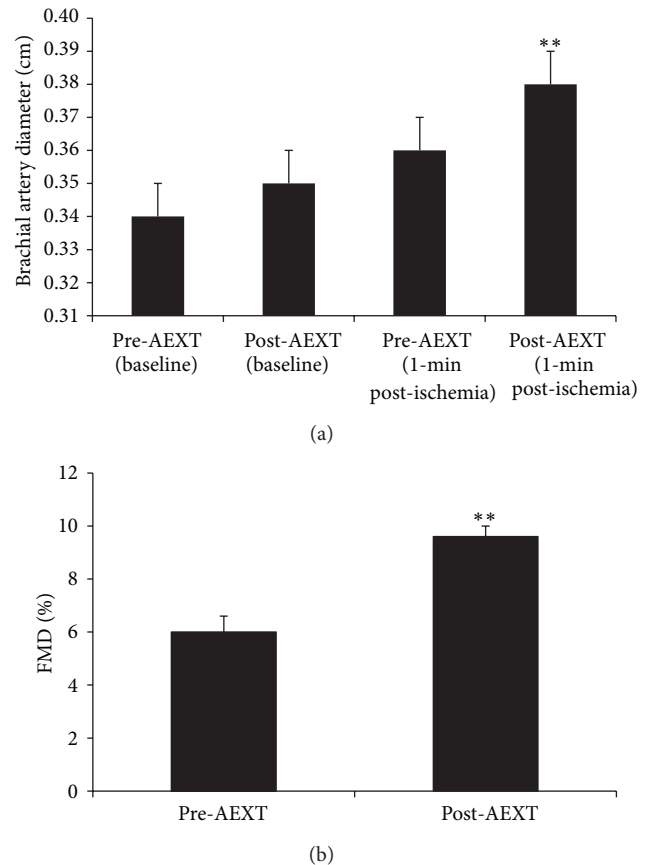 Brachial artery diameter (cm)
0.40
0.39
0.38
0.37
0.36
0.35
0.34
0.33
0.32
0.31
**
Pre-AEXT
(baseline)
Post-AEXT
(baseline)
Pre-AEXT
(1-min
post-ischemia)
Post-AEXT
(1-min
post-ischemia)
(a)
FMD (%)
12
10
8
6
4
2
0
**
Pre-AEXT
Post-AEXT
(b)